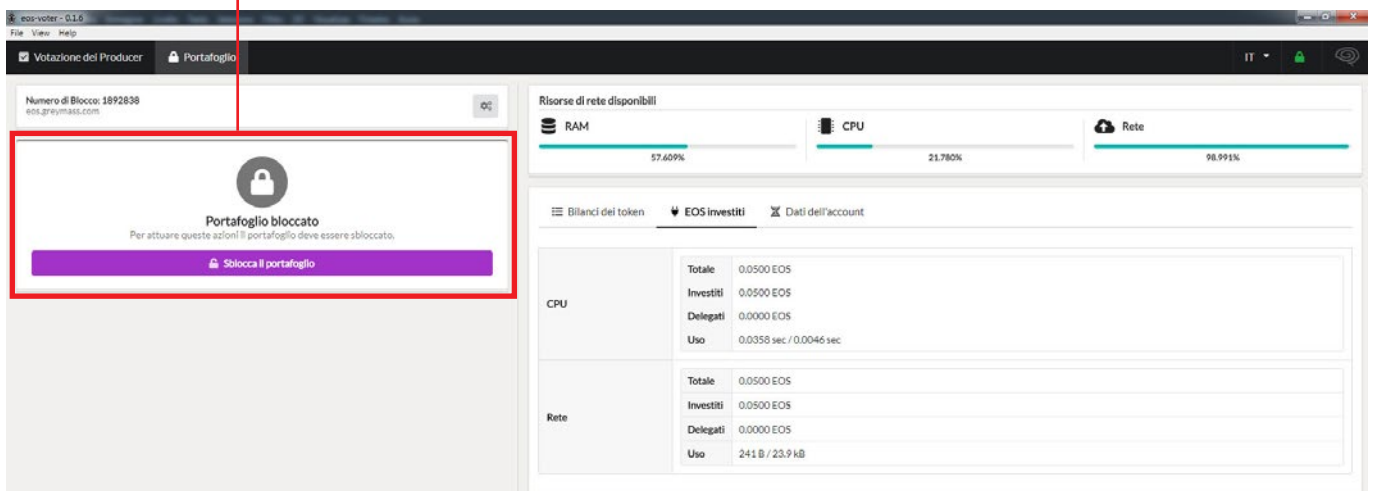 eos-voter - 0.1.6
File View Help
Votazione dei Producer
Portafoglio
IT
Numero di Blocco: 1892838
eos.greymass.com
Portafoglio bloccato
Per attuare queste azioni il portafoglio deve essere sbloccato.
Sblocca il portafoglio
Risorse di rete disponibili
RAM
57.609%
CPU
21.780%
Rete
98.991%
Bilanci dei token
EOS investiti
Dati dell'account
CPU
Totale 0.0500 EOS
Investiti 0.0500 EOS
Delegati 0.0000 EOS
Uso 0.0358 sec / 0.0046 sec
Rete
Totale 0.0500 EOS
Investiti 0.0500 EOS
Delegati 0.0000 EOS
Uso 241 B / 23.9 kB